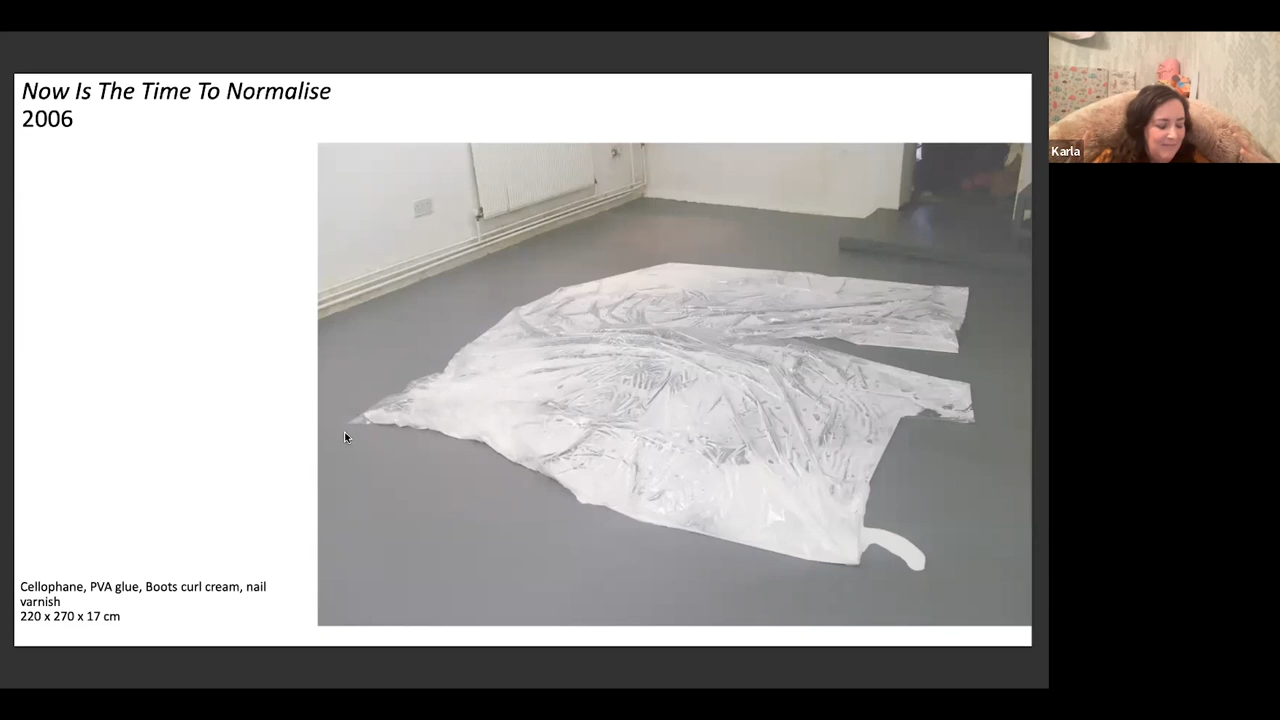 Now Is The Time To Normalise
2006
Karla
Cellophane, PVA glue, Boots curl cream, nail
varnish
220 x 270 x 17 cm